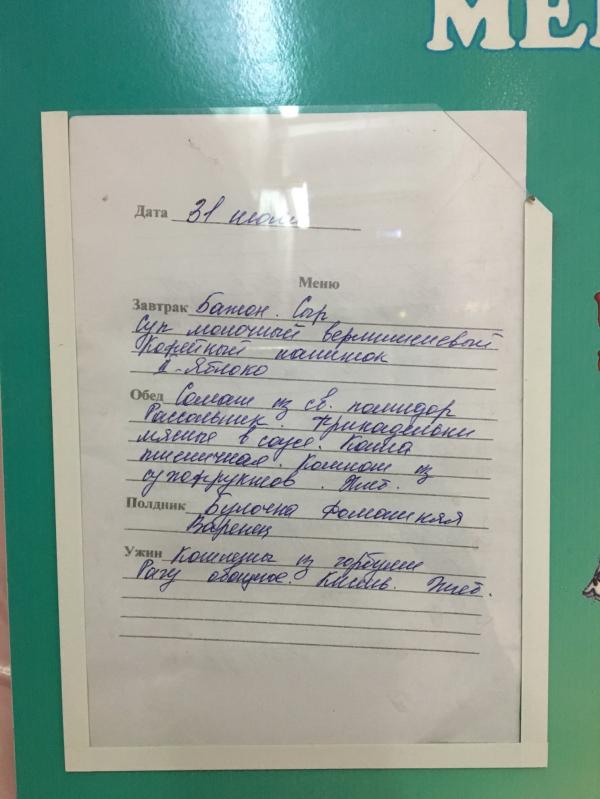 МЕ
Дата 31 июля
Меню
Завтрак Батон. Сыр
Суп молочный вермишелевый
Кофейный напиток
II - Яблоко
Обед Салат из св. помидор
Рассольник. Фрикадельки
мясные в соусе. Каша
пшеничная. Компот из
сухофруктов. Хлеб.
Полдник Булочка домашняя
Варенец
Ужин Котлеты из горбуши
Рагу овощное. Кисель. Хлеб.